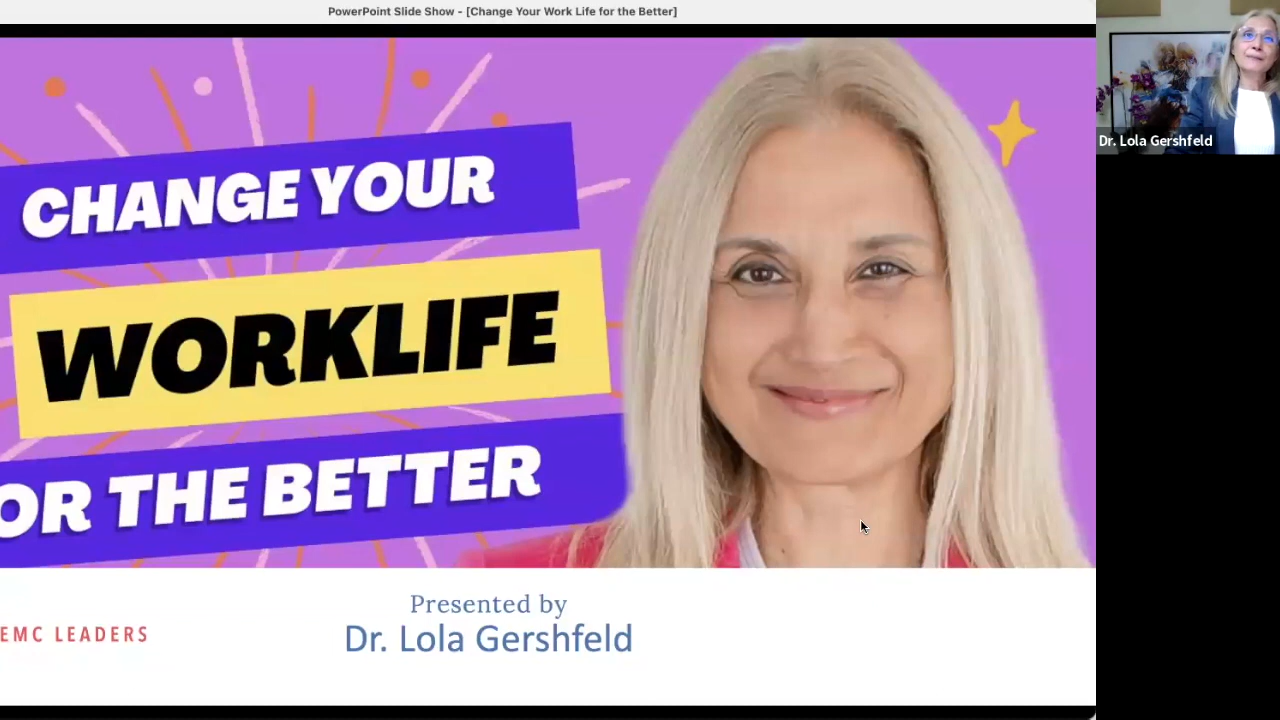 PowerPoint Slide Show - [Change Your Work Life for the Better]
CHANGE YOUR
WORKLIFE
OR THE BETTER
Presented by
EMC LEADERS
Dr. Lola Gershfeld
Dr. Lola Gershfeld